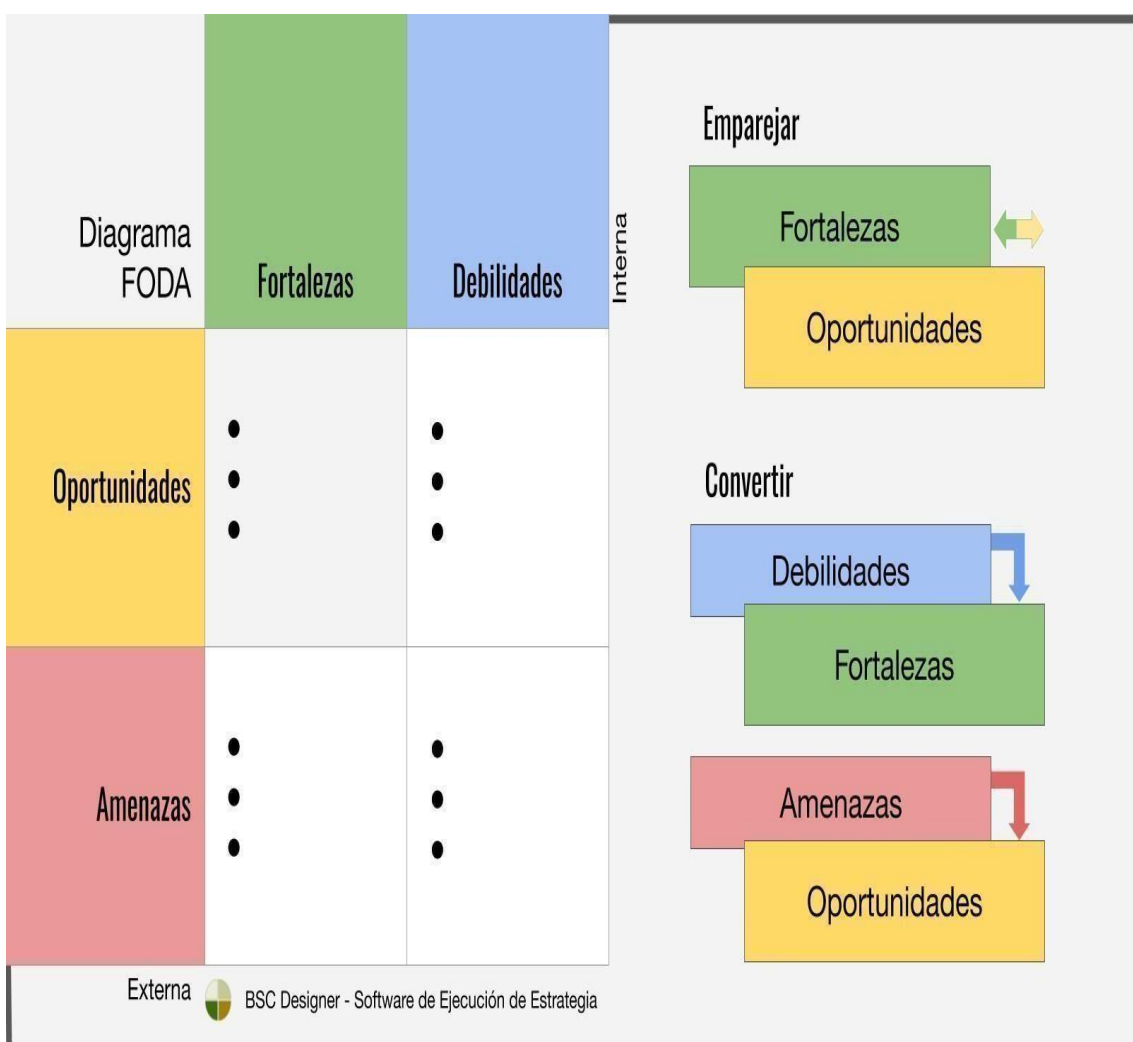 Diagrama
FODA
Fortalezas
Debilidades
Interna
Oportunidades
Amenazas
Externa
BSC Designer - Software de Ejecución de Estrategia
Emparejar
Fortalezas
Oportunidades
Convertir
Debilidades
Fortalezas
Amenazas
Oportunidades